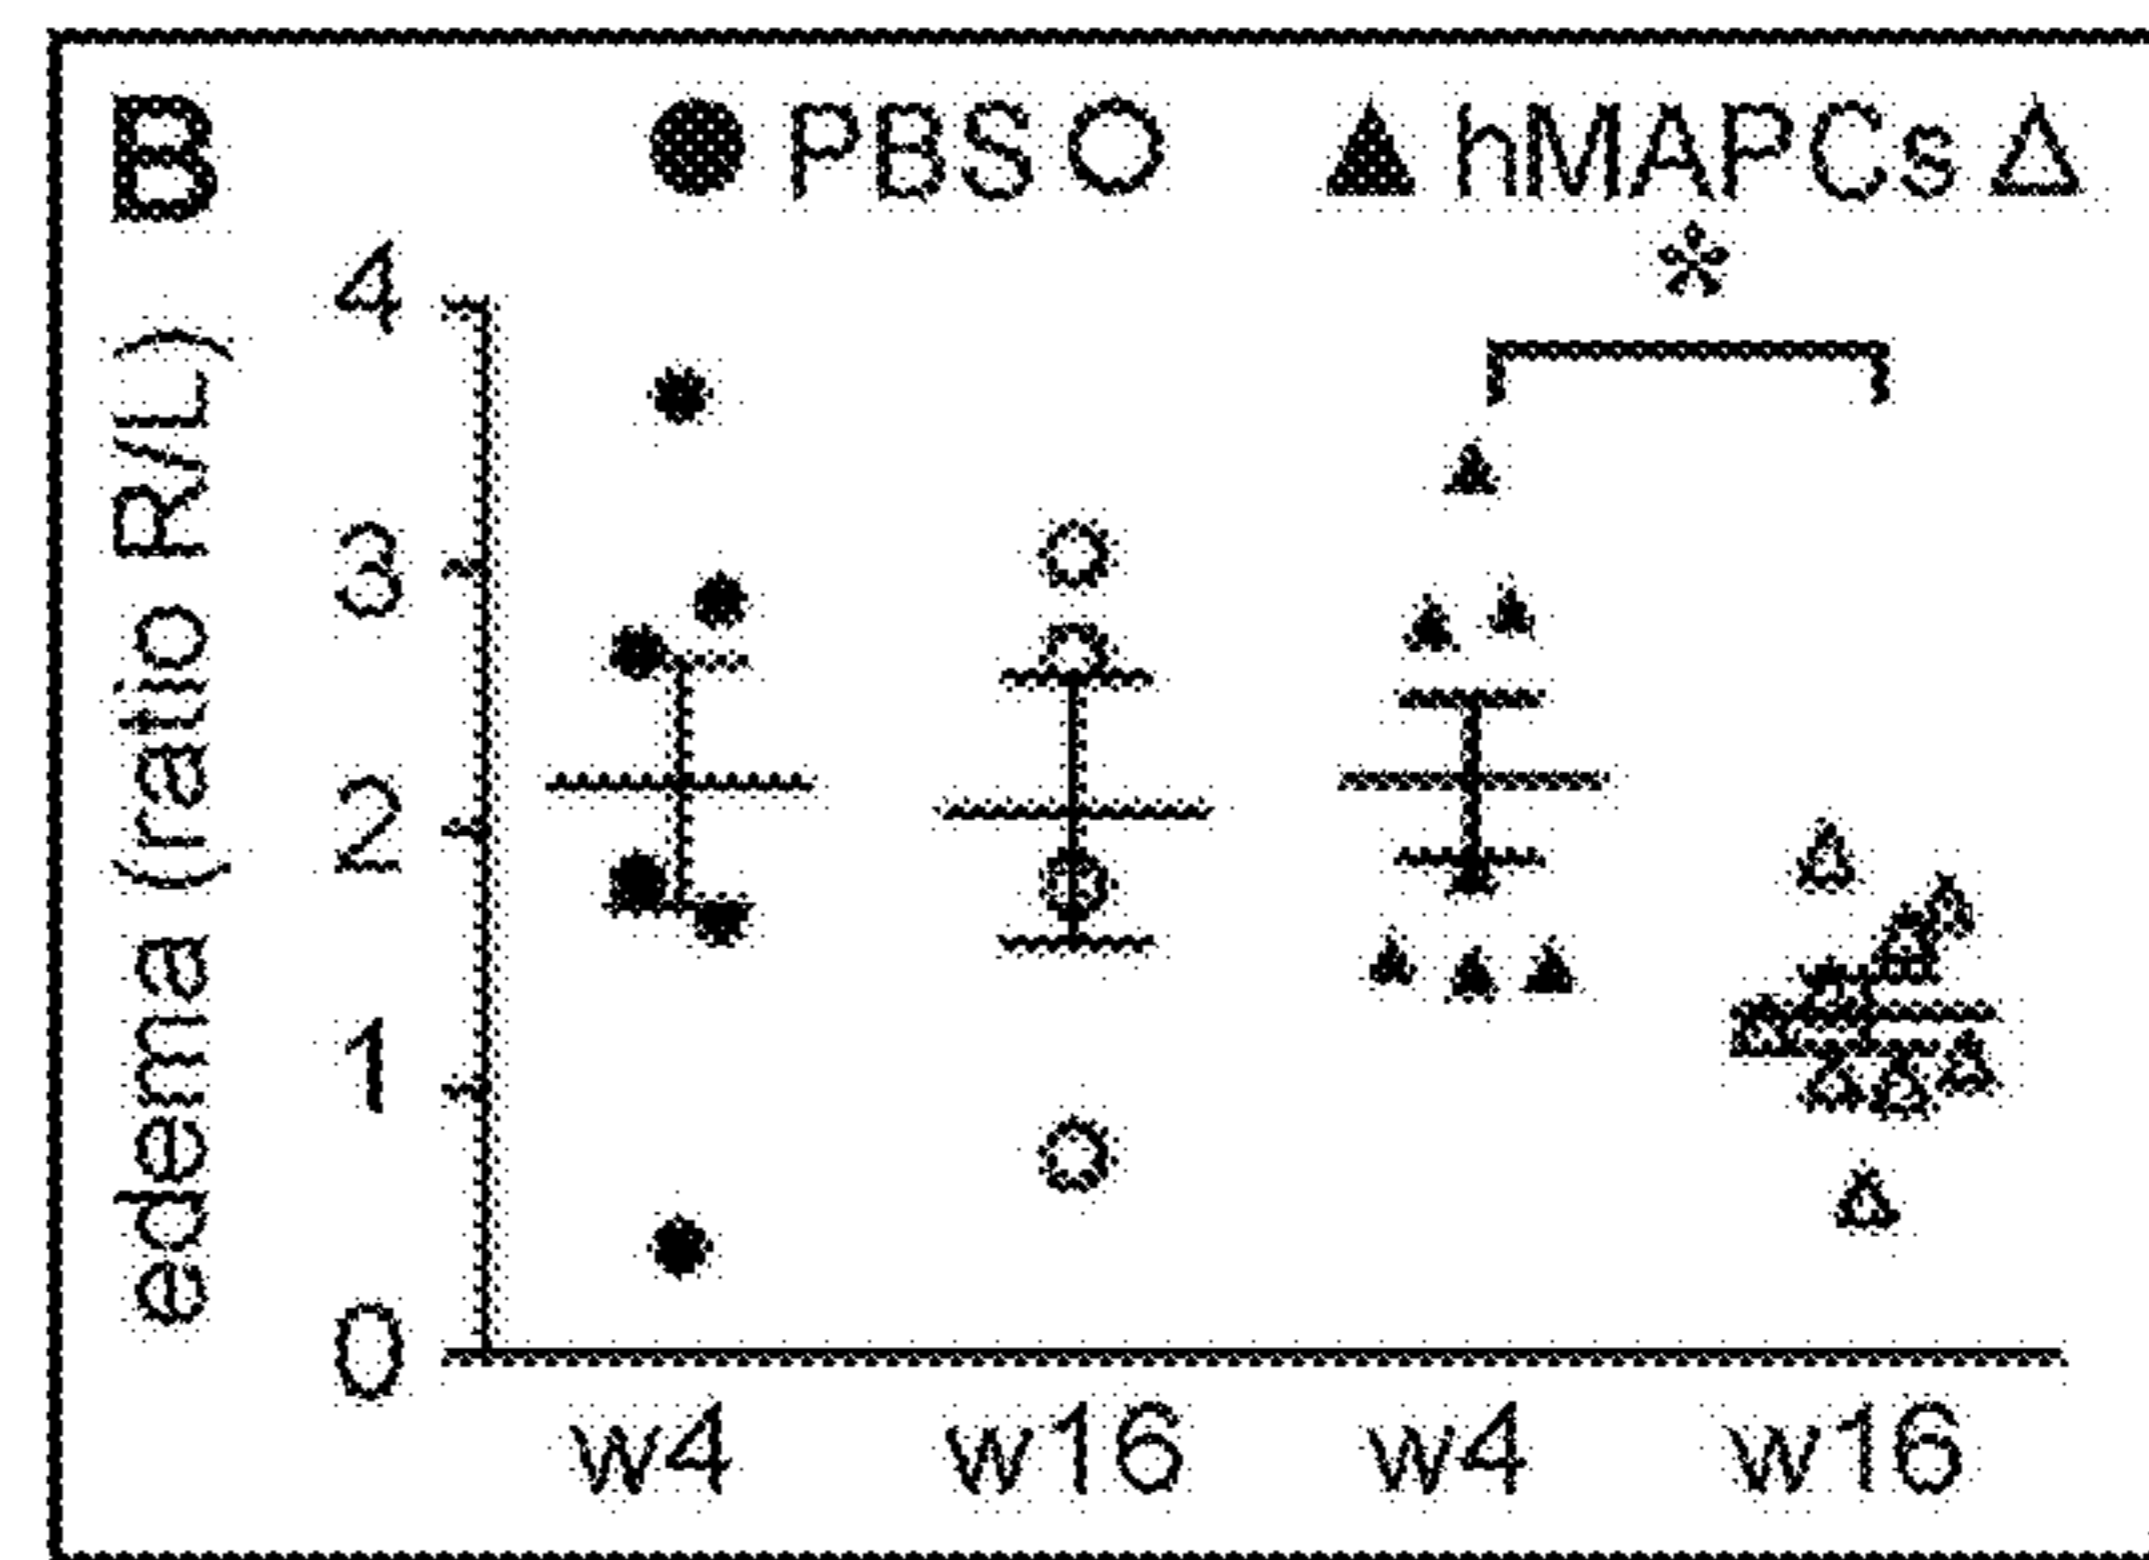 B ● PBS ○ ▲ hMAPCs △
*
edema (ratio R/L)
4
3
2
1
0
w4 w16 w4 w16